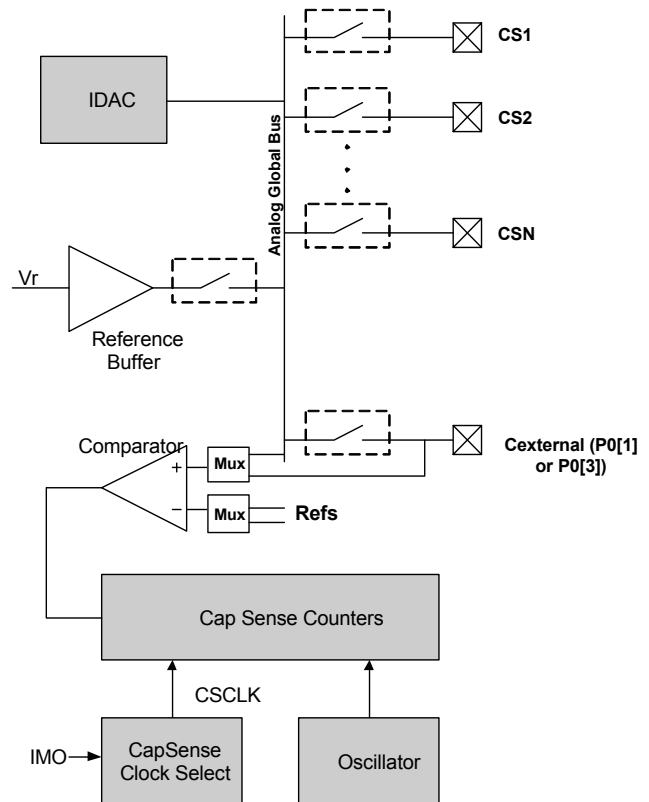 CS1
IDAC
CS2
Analog Global Bus
CSN
Vr
Reference
Buffer
Comparator
Cexternal (P0[1]
or P0[3])
+
Mux
−
Mux
Refs
Cap Sense Counters
CSCLK
IMO
CapSense
Clock Select
Oscillator